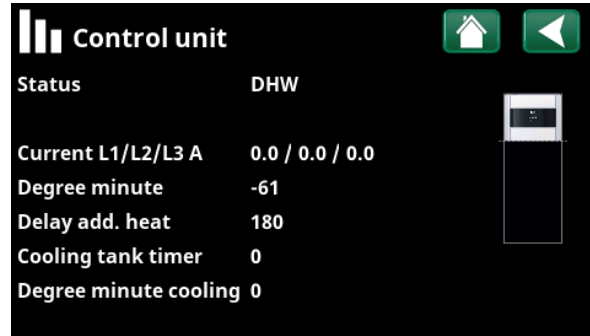 Control unit
Status DHW
Current L1/L2/L3 A 0.0 / 0.0 / 0.0
Degree minute -61
Delay add. heat 180
Cooling tank timer 0
Degree minute cooling 0